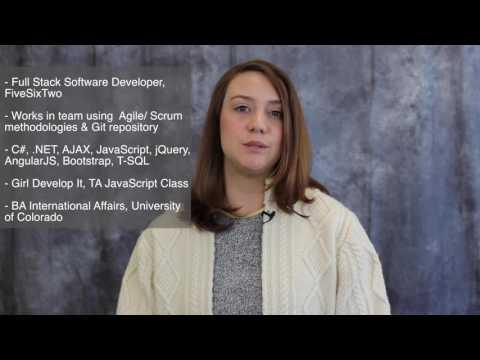 - Full Stack Software Developer,
FiveSixTwo
- Works in team using Agile/ Scrum
methodologies & Git repository
- C#, .NET, AJAX, JavaScript, jQuery,
AngularJS, Bootstrap, T-SQL
- Girl Develop It, TA JavaScript Class
- BA International Affairs, University
of Colorado